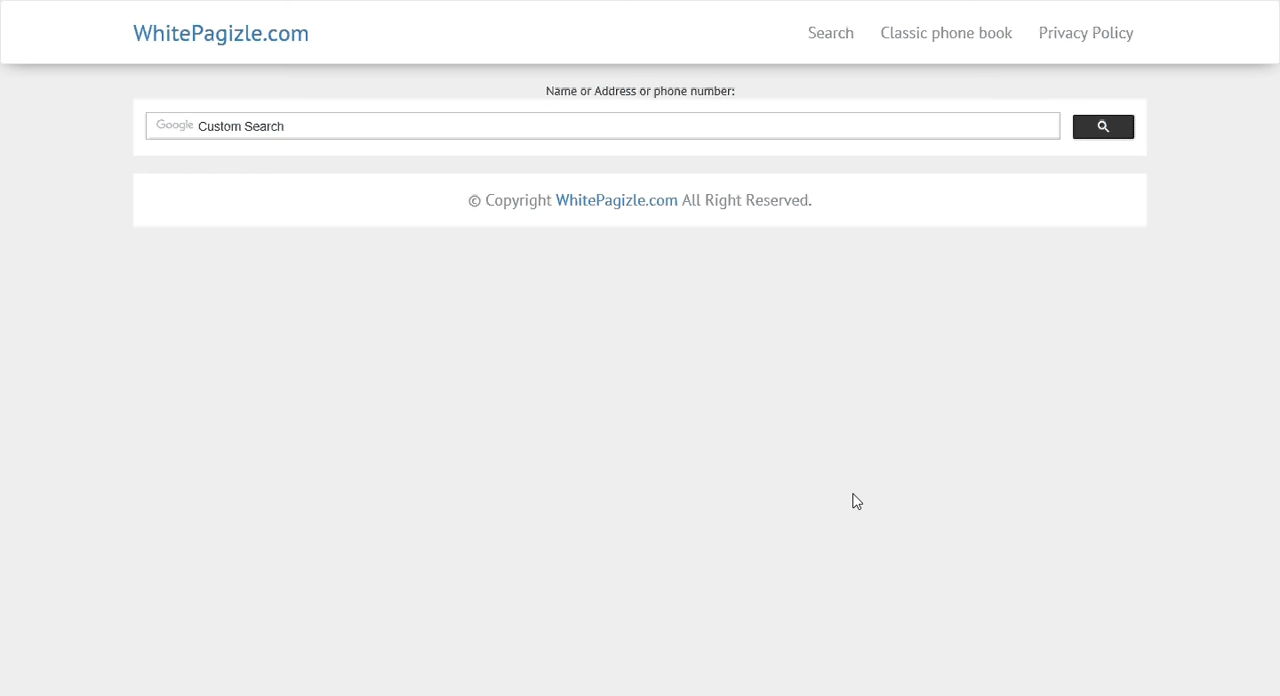 WhitePagizle.com
Search Classic phone book Privacy Policy
Name or Address or phone number:
Google Custom Search
© Copyright WhitePagizle.com All Right Reserved.